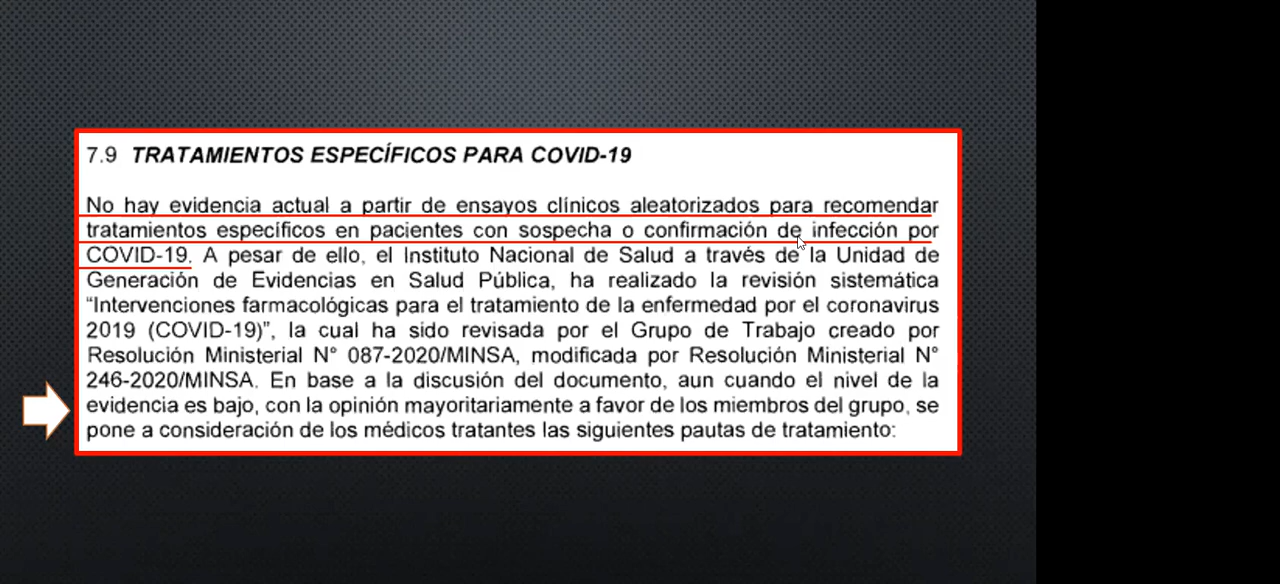 7.9 TRATAMIENTOS ESPECÍFICOS PARA COVID-19
No hay evidencia actual a partir de ensayos clínicos aleatorizados para recomendar
tratamientos específicos en pacientes con sospecha o confirmación de infección por
COVID-19. A pesar de ello, el Instituto Nacional de Salud a través de la Unidad de
Generación de Evidencias en Salud Pública, ha realizado la revisión sistemática
“Intervenciones farmacológicas para el tratamiento de la enfermedad por el coronavirus
2019 (COVID-19)”, la cual ha sido revisada por el Grupo de Trabajo creado por
Resolución Ministerial N° 087-2020/MINSA, modificada por Resolución Ministerial N°
246-2020/MINSA. En base a la discusión del documento, aun cuando el nivel de la
evidencia es bajo, con la opinión mayoritariamente a favor de los miembros del grupo, se
pone a consideración de los médicos tratantes las siguientes pautas de tratamiento: